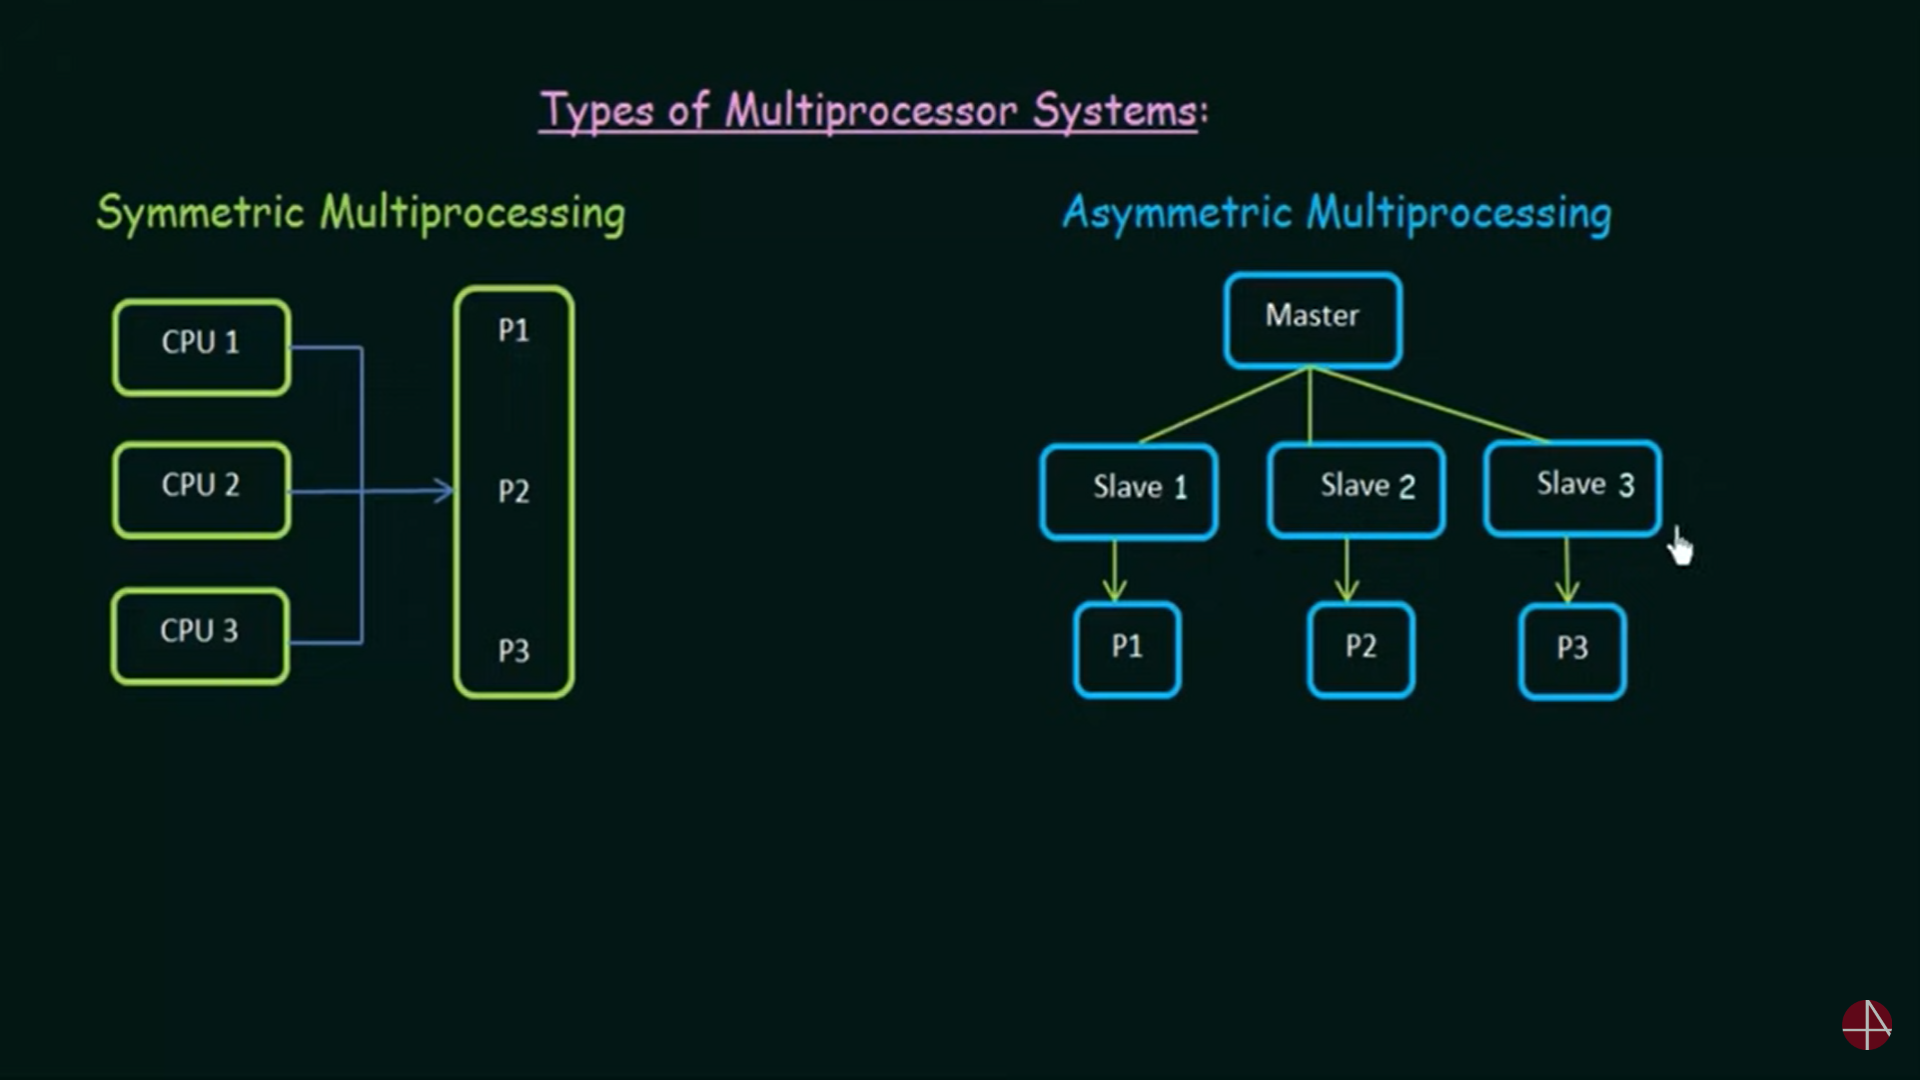 Types of Multiprocessor Systems:
Symmetric Multiprocessing
CPU 1
CPU 2
CPU 3
P1
P2
P3
Asymmetric Multiprocessing
Master
Slave 1
Slave 2
Slave 3
P1
P2
P3